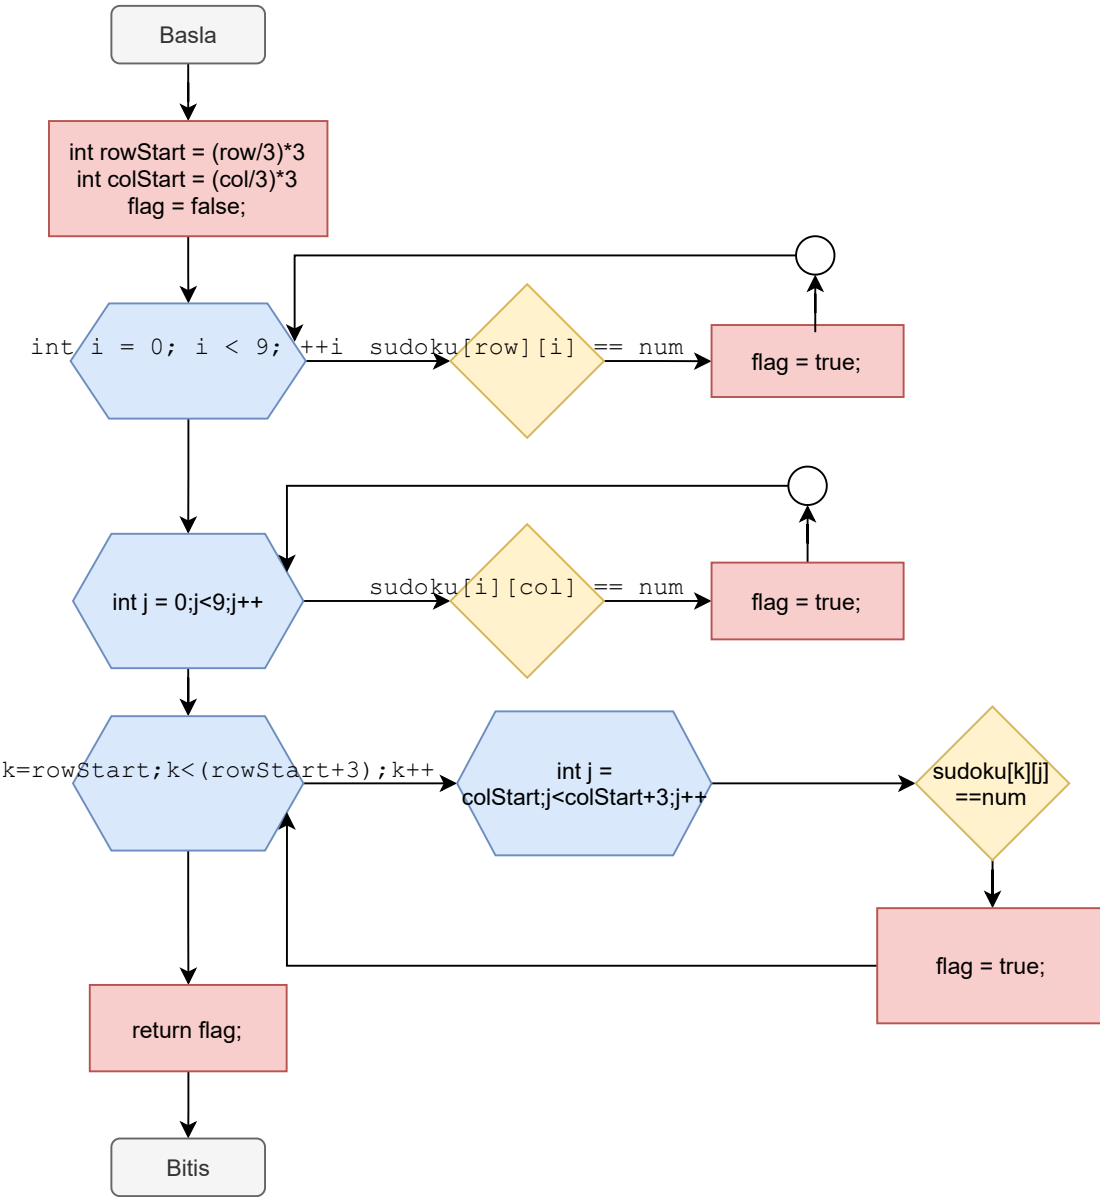 Basla
int rowStart = (row/3)*3
int colStart = (col/3)*3
flag = false;
int i = 0; i < 9; ++i
sudoku[row][i] == num
flag = true;
int j = 0;j<9;j++
sudoku[i][col] == num
flag = true;
k=rowStart;k<(rowStart+3);k++
int j =
colStart;j<colStart+3;j++
sudoku[k][j]
==num
flag = true;
return flag;
Bitis